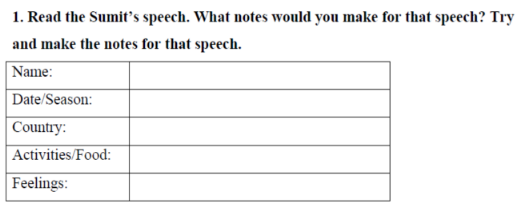 1. Read the Sumit's speech. What notes would you make for that speech? Try
and make the notes for that speech.
Name:
Date/Season:
Country:
Activities/Food:
Feelings: